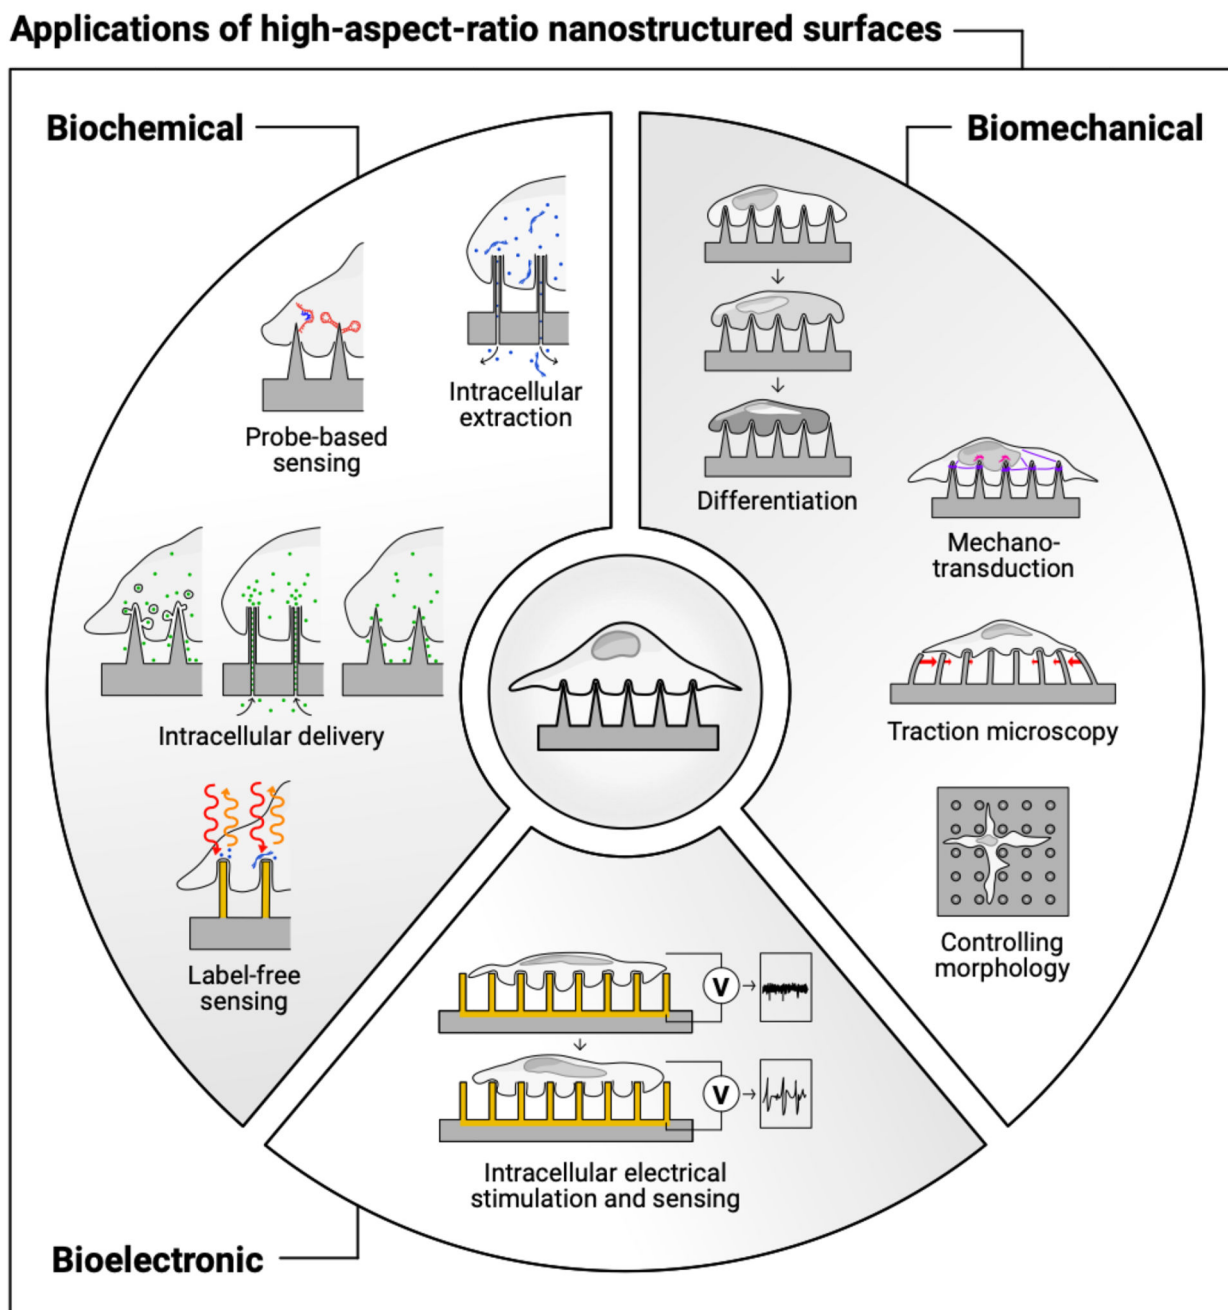 Applications of high-aspect-ratio nanostructured surfaces
Biochemical
Biomechanical
Intracellular
extraction
Probe-based
sensing
Intracellular delivery
Label-free
sensing
Differentiation
Mechano-
transduction
Traction microscopy
Controlling
morphology
V
V
Intracellular electrical
stimulation and sensing
Bioelectronic